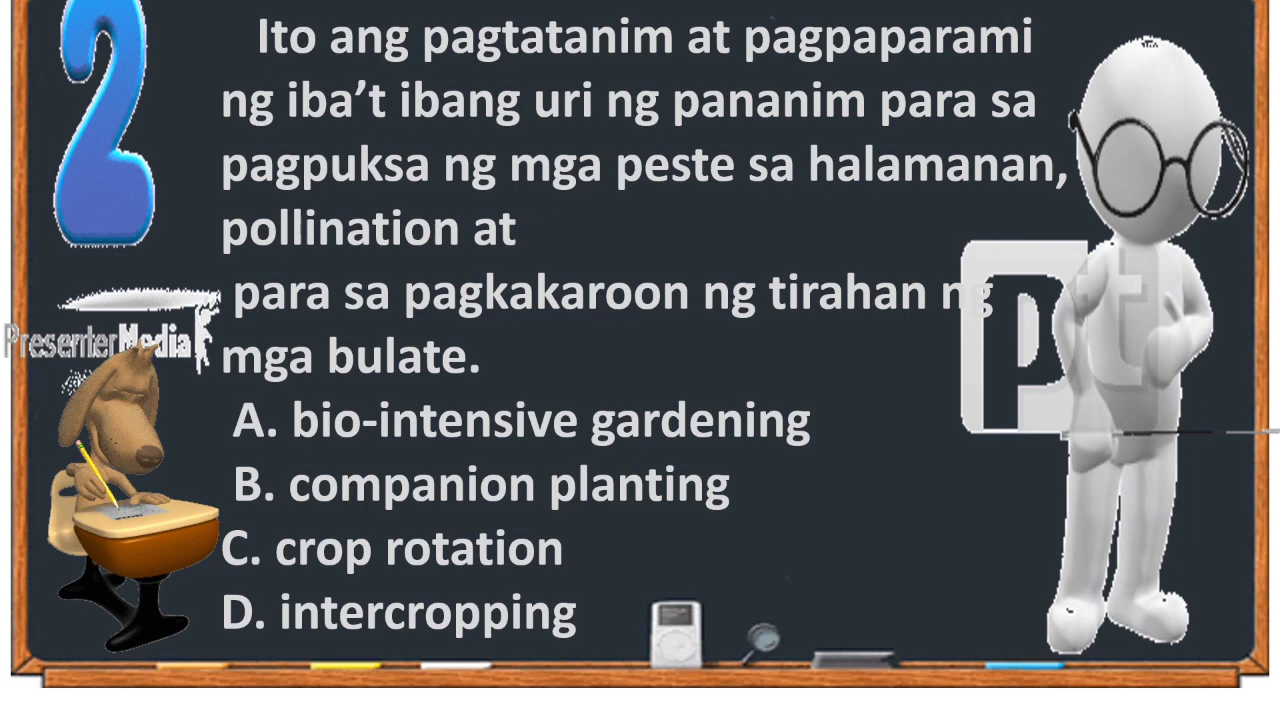 2
Ito ang pagtatanim at pagpaparami
ng iba’t ibang uri ng pananim para sa
pagpuksa ng mga peste sa halamanan,
pollination at
para sa pagkakaroon ng tirahan ng
mga bulate.
A. bio-intensive gardening
B. companion planting
C. crop rotation
D. intercropping
PresenterMedia